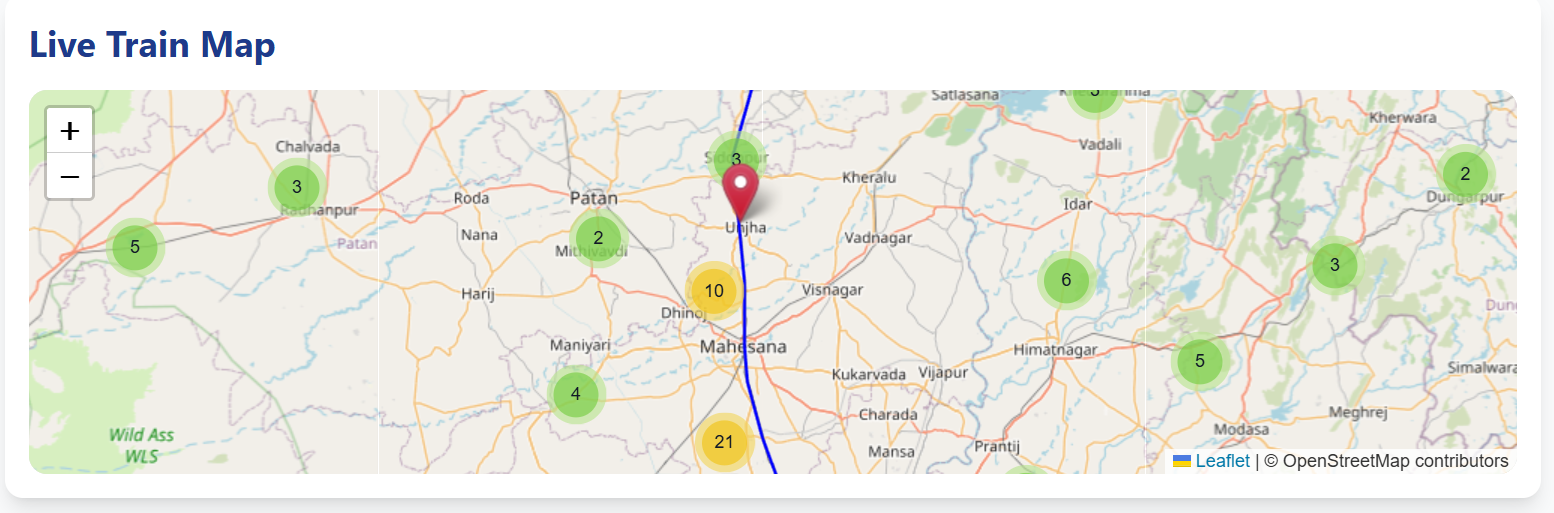 Live Train Map
+
−
Satlasana
3
Kherwara
Chalvada
Vadali
3
Kheralu
2
3
Radhanpur
Roda
Patan
Idar
Dungarpur
5
Patan
Nana
2
Mithivavdi
Unjha
Vadnagar
3
Harij
10
Visnagar
6
Dhinoj
Maniyari
Mahesana
Himatnagar
5
Kukarvada
Vijapur
Simalwara
4
Charada
Meghrej
Wild Ass
WLS
21
Mansa
Prantij
Modasa
Leaflet | © OpenStreetMap contributors